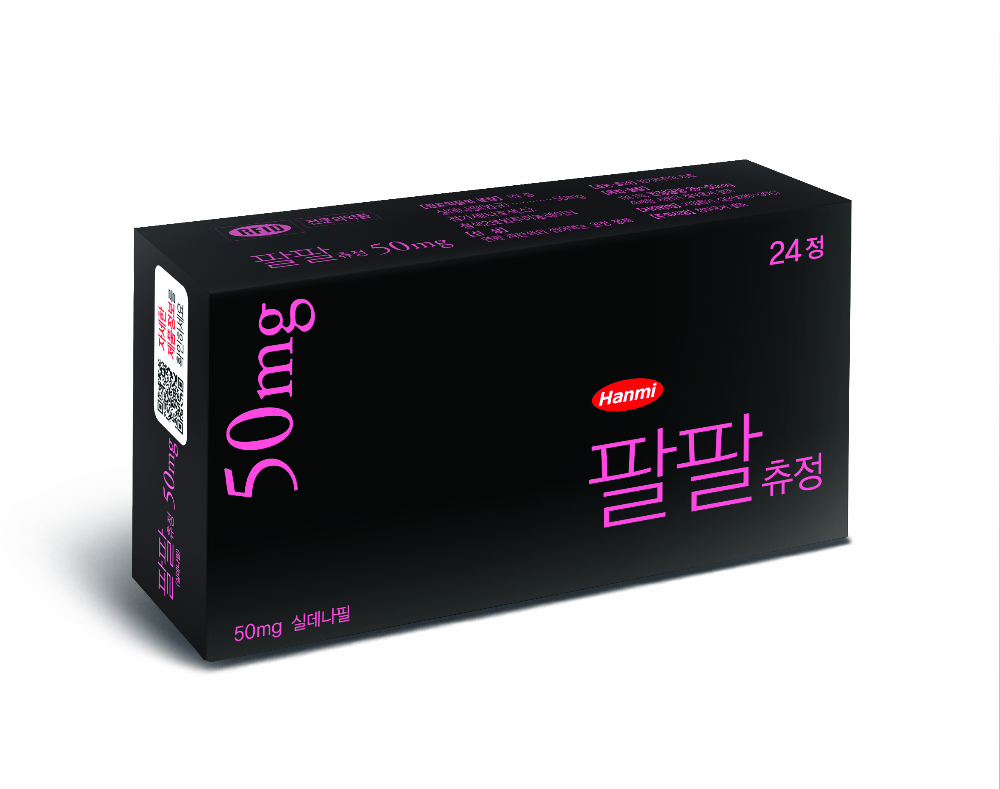 RFID
전문의약품
팔팔츄정 50mg
【원료약품의 분량】 1정 중
실데나필(별규) ············· 50mg
첨가제(타르색소):
청색2호알루미늄레이크
【성 상】
연한 파란색의 씹어먹는 원형 정제
【효능·효과】 발기부전의 치료
【용법·용량】
1일 1회, 권장용량 25~50mg
자세한 사항은 첨부문서 참조
【저장방법】 기밀용기, 실온보관(1~30℃)
【주의사항】 첨부문서 참조
자세한
제품정보를
팔팔츄정 50mg
(실데나필)
24정
50mg
Hanmi
팔팔츄정
50mg 실데나필